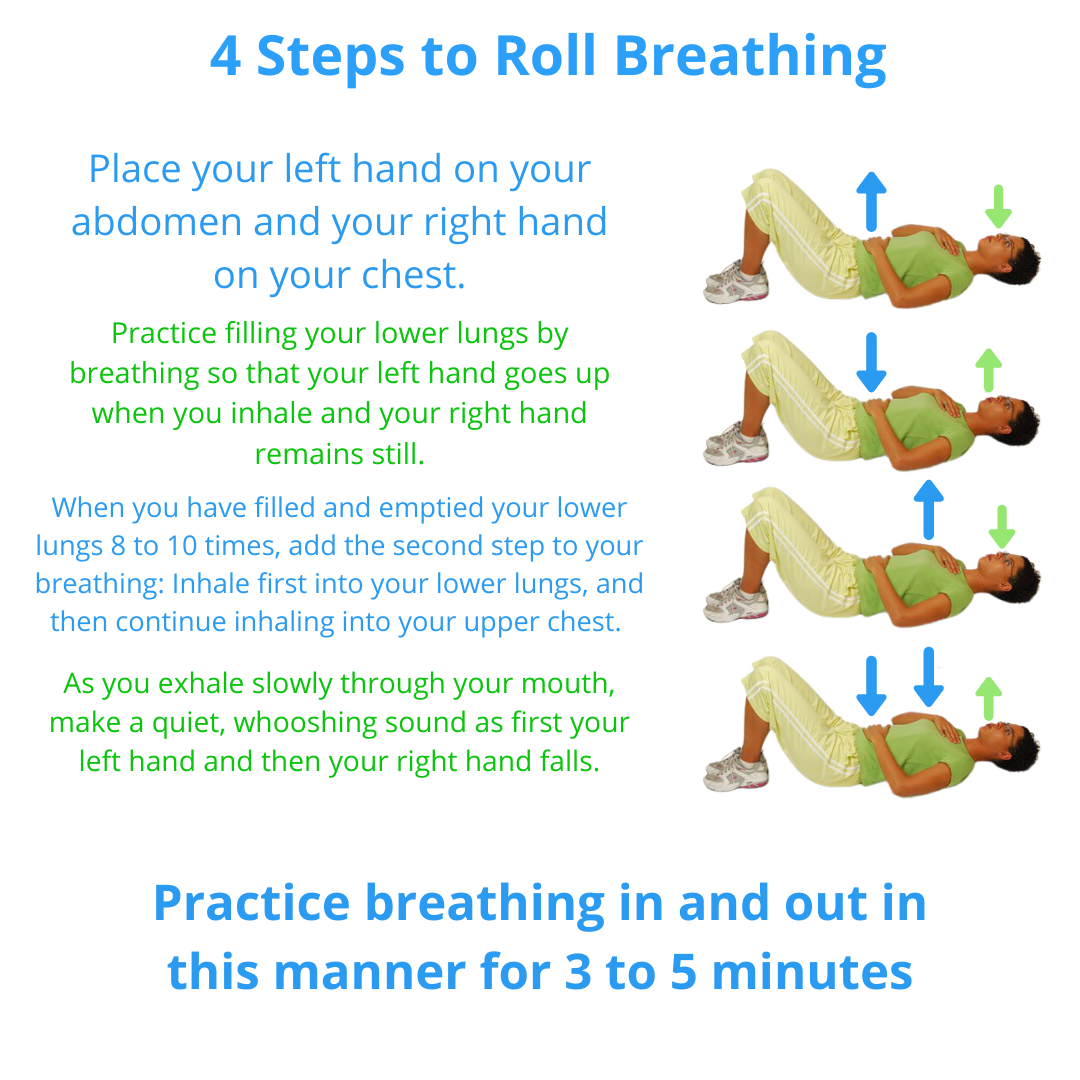 4 Steps to Roll Breathing
Place your left hand on your
abdomen and your right hand
on your chest.
Practice filling your lower lungs by
breathing so that your left hand goes up
when you inhale and your right hand
remains still.
When you have filled and emptied your lower
lungs 8 to 10 times, add the second step to your
breathing: Inhale first into your lower lungs, and
then continue inhaling into your upper chest.
As you exhale slowly through your mouth,
make a quiet, whooshing sound as first your
left hand and then your right hand falls.
Practice breathing in and out in
this manner for 3 to 5 minutes